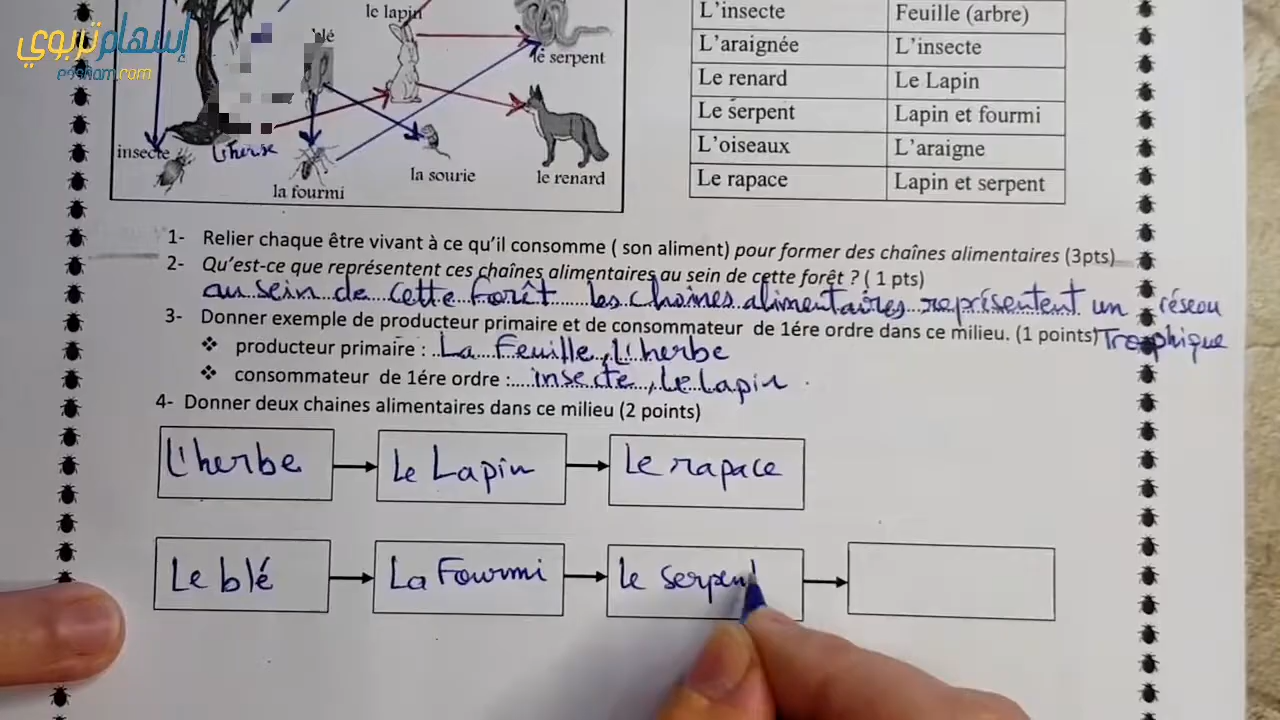 إسهام تربوي
essham.com
le lapin
le serpent
insecte
L'herbe
la fourmi
la sourie
le renard
L'insecte Feuille (arbre)
L'araignée L'insecte
Le renard Le Lapin
Le serpent Lapin et fourmi
L'oiseaux L'araigne
Le rapace Lapin et serpent
1- Relier chaque être vivant à ce qu'il consomme ( son aliment) pour former des chaînes alimentaires (3pts)
2- Qu'est-ce que représentent ces chaînes alimentaires au sein de cette forêt ? ( 1 pts)
au sein de cette Forêt les chaînes alimentaires représentent un réseau
Trophique
3- Donner exemple de producteur primaire et de consommateur de 1ére ordre dans ce milieu. (1 points)
❖ producteur primaire : La Feuille, L'herbe
❖ consommateur de 1ére ordre : insecte, Le Lapin
4- Donner deux chaines alimentaires dans ce milieu (2 points)
L'herbe Le Lapin Le rapace
Le blé La Fourmi le serpent